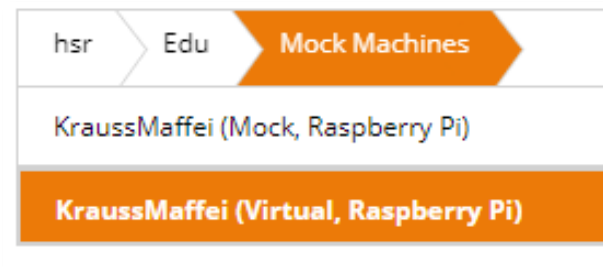 hsr Edu Mock Machines
KraussMaffei (Mock, Raspberry Pi)
KraussMaffei (Virtual, Raspberry Pi)